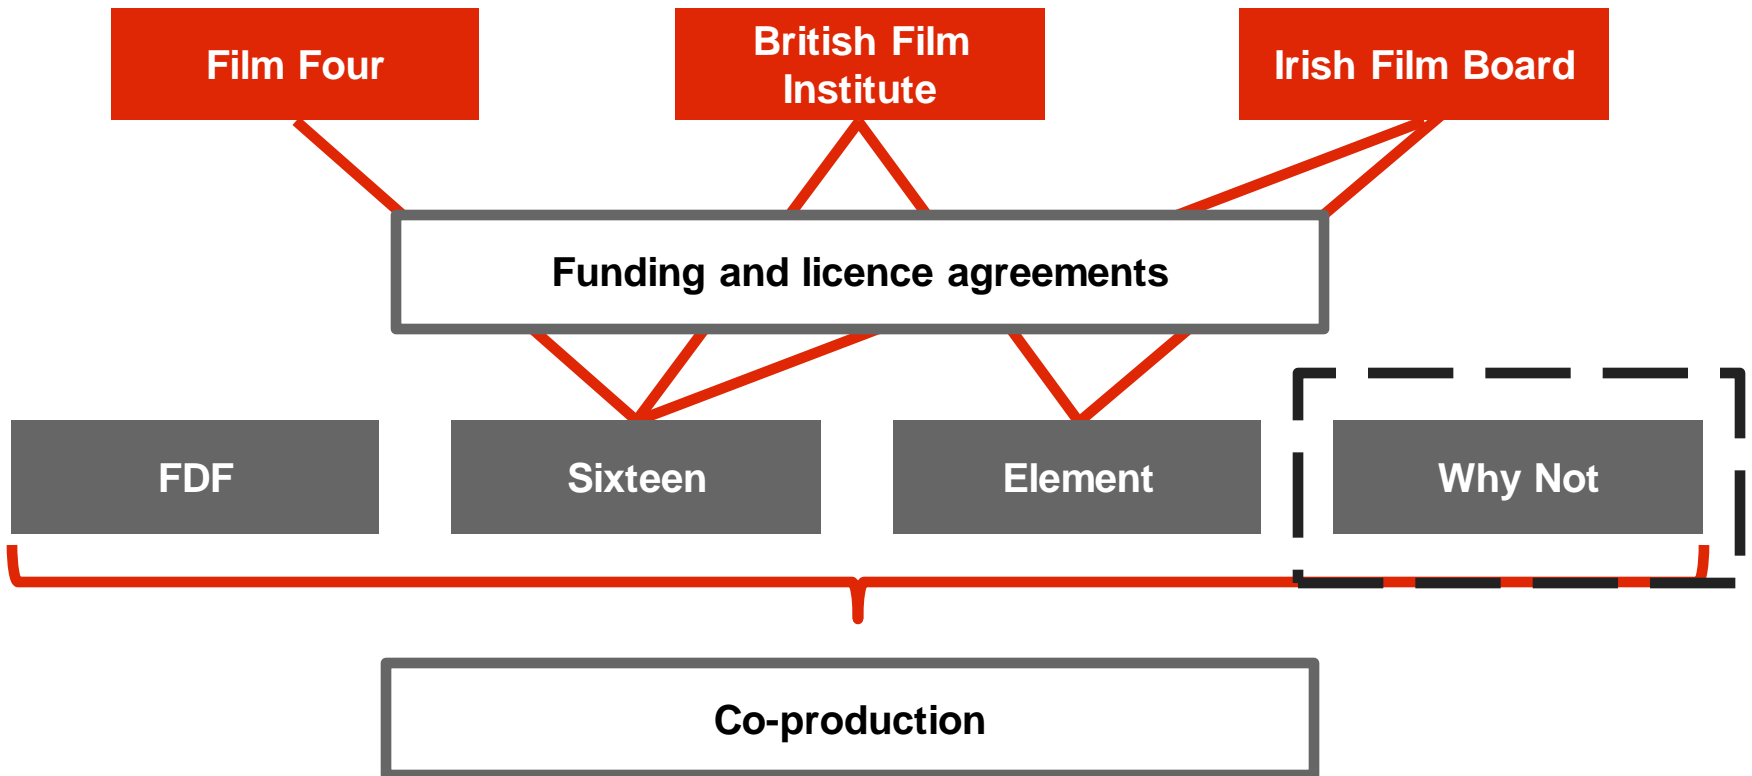 Film Four
British Film
Institute
Irish Film Board
Funding and licence agreements
FDF
Sixteen
Element
Why Not
Co-production